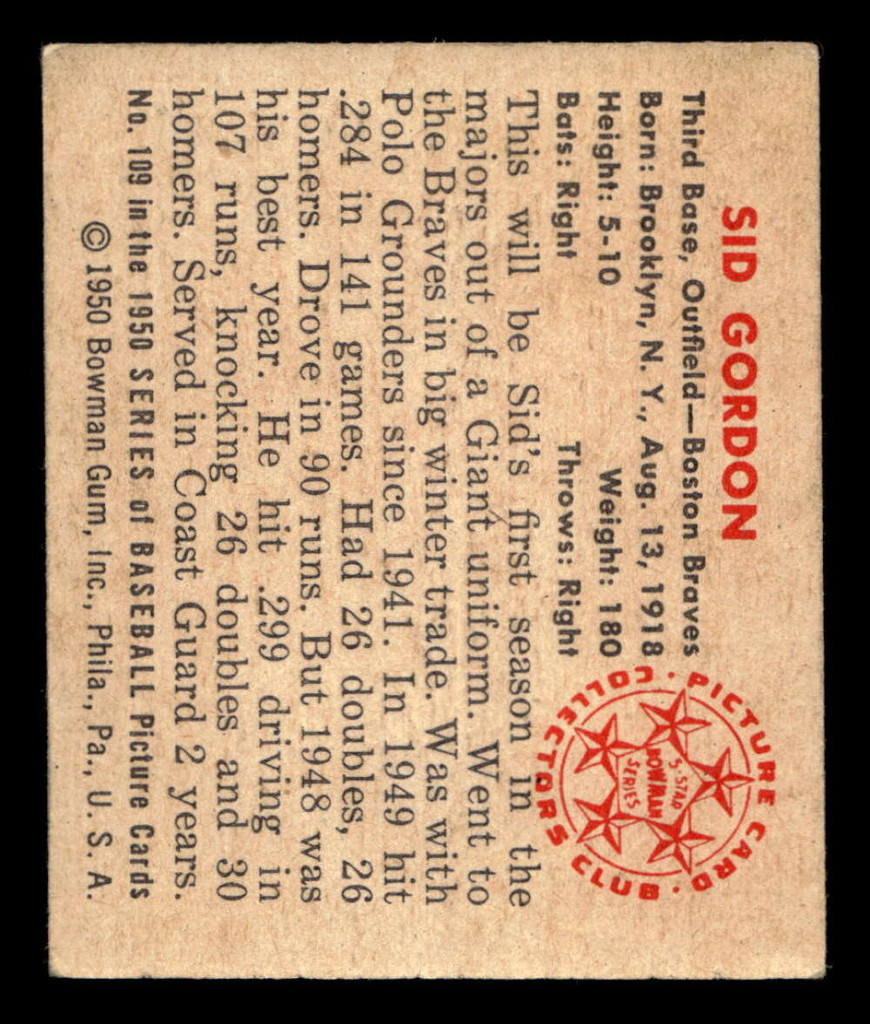 SID GORDON
Third Base, Outfield—Boston Braves
Born: Brooklyn, N. Y., Aug. 13, 1918
Height: 5-10 Weight: 180
Bats: Right Throws: Right
This will be Sid's first season in the
majors out of a Giant uniform. Went to
the Braves in big winter trade. Was with
Polo Grounders since 1941. In 1949 hit
.284 in 141 games. Had 26 doubles, 26
homers. Drove in 90 runs. But 1948 was
his best year. He hit .299 driving in
107 runs, knocking 26 doubles and 30
homers. Served in Coast Guard 2 years.
No. 109 in the 1950 SERIES of BASEBALL Picture Cards
© 1950 Bowman Gum, Inc., Phila., Pa., U. S. A.
PICTURE CARD COLLECTORS CLUB
5-STAR
BOWMAN
SERIES